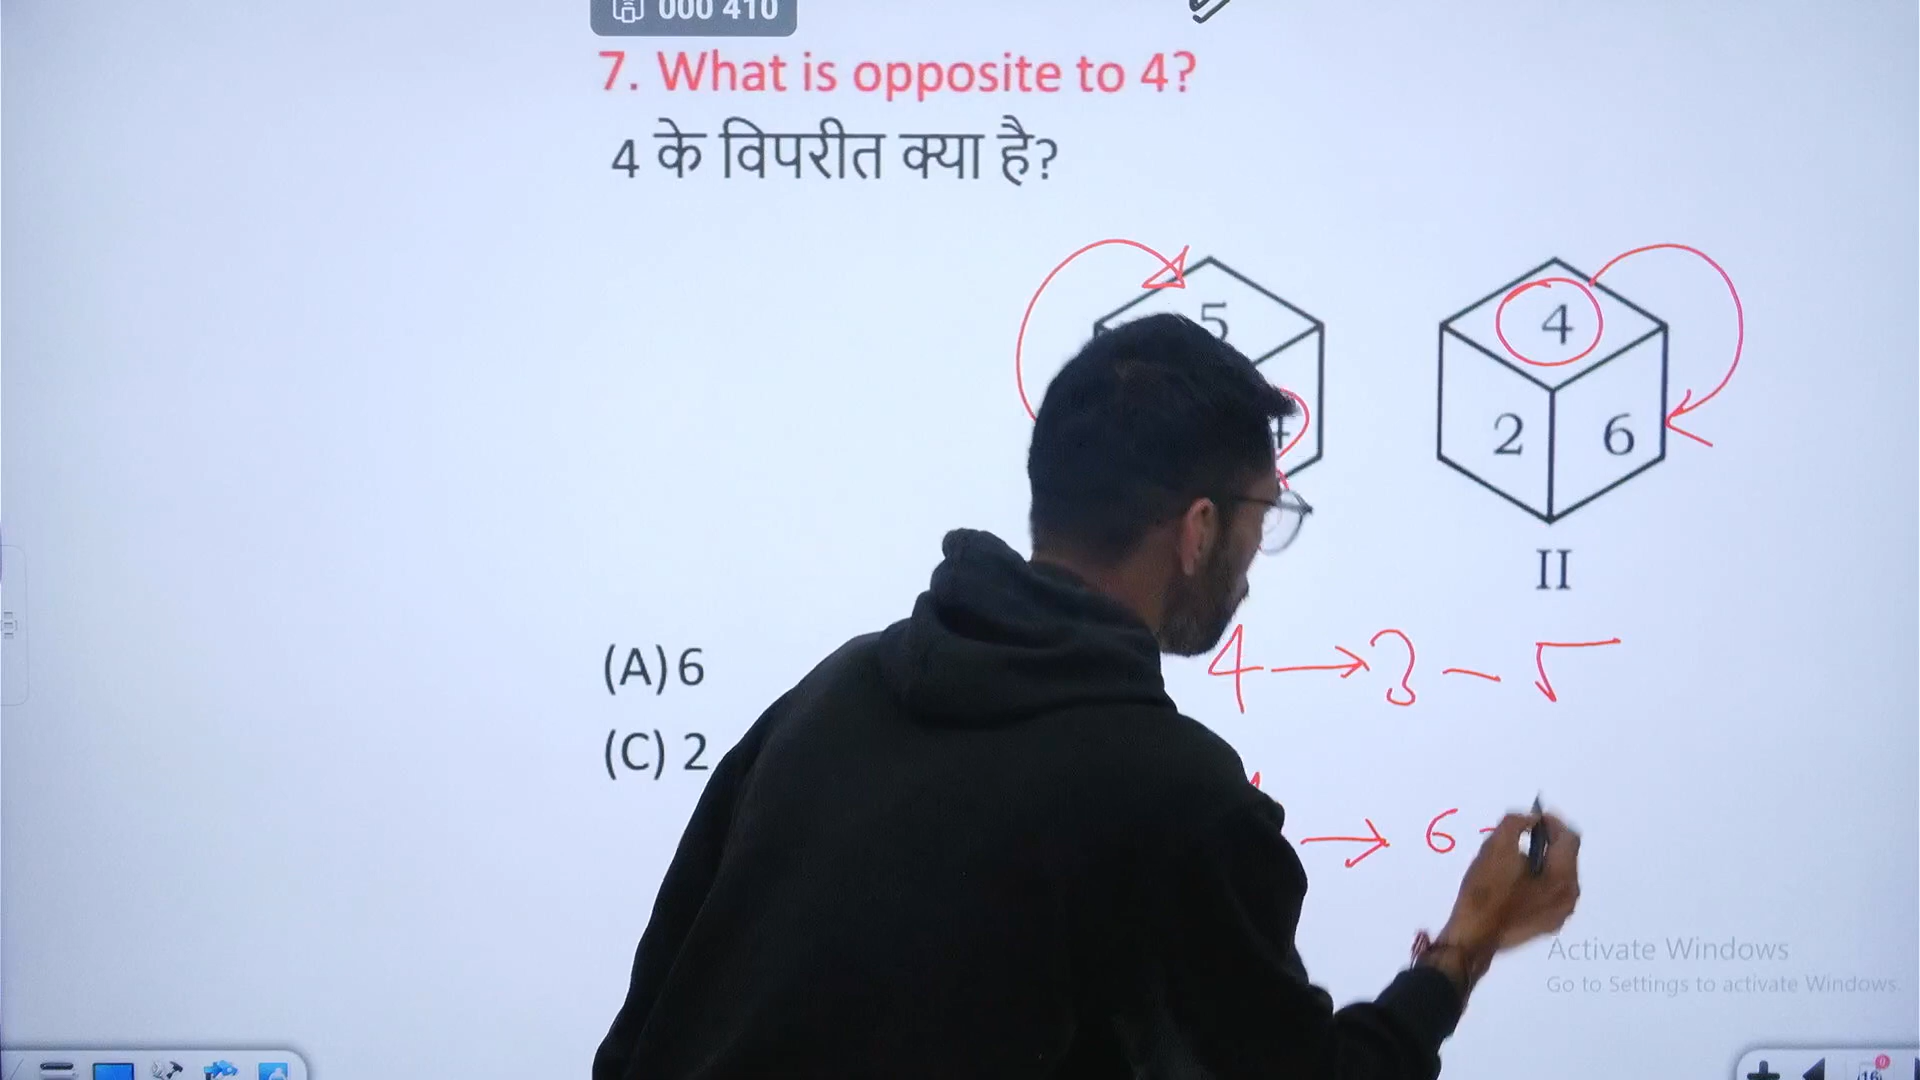 000 410
7. What is opposite to 4?
4 के विपरीत क्या है?
5
4
2 6
II
(A) 6
4 → 3 – 5
(C) 2
→ 6 –
Activate Windows
Go to Settings to activate Windows.